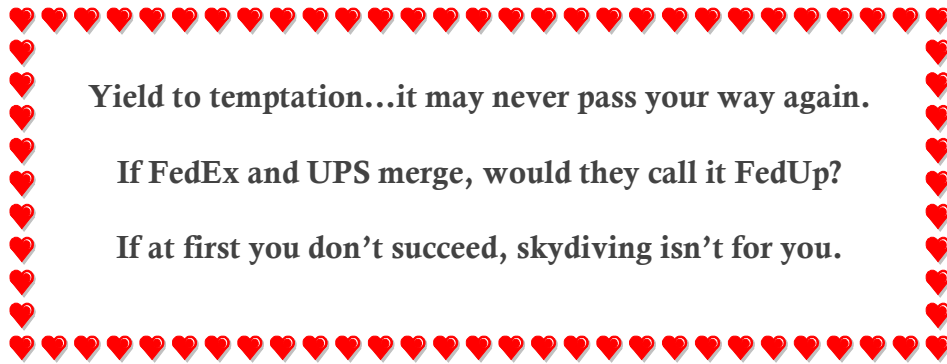 Yield to temptation...it may never pass your way again.
If FedEx and UPS merge, would they call it FedUp?
If at first you don’t succeed, skydiving isn’t for you.